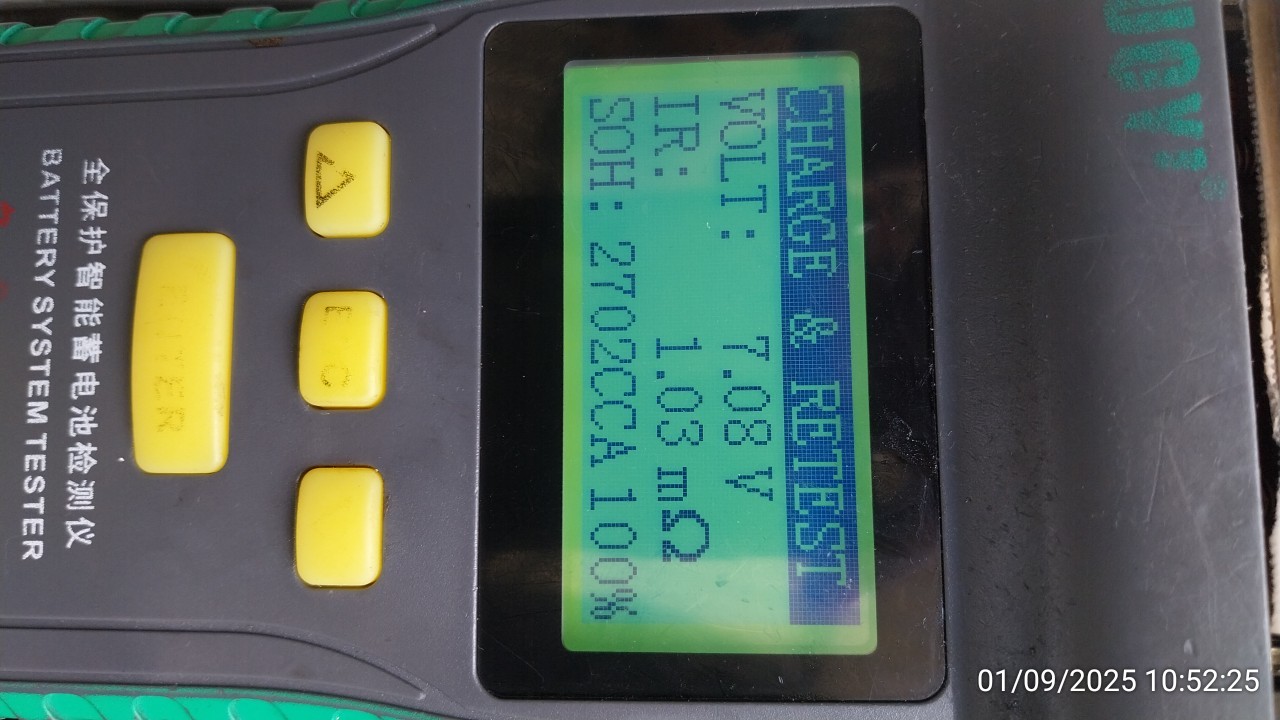 CHARGE & RETEST
VOLT: 7.08 V
IR: 1.03 mΩ
SOH: 2702CCA 100%
全保护智能蓄电池检测仪
BATTERY SYSTEM TESTER
01/09/2025 10:52:25